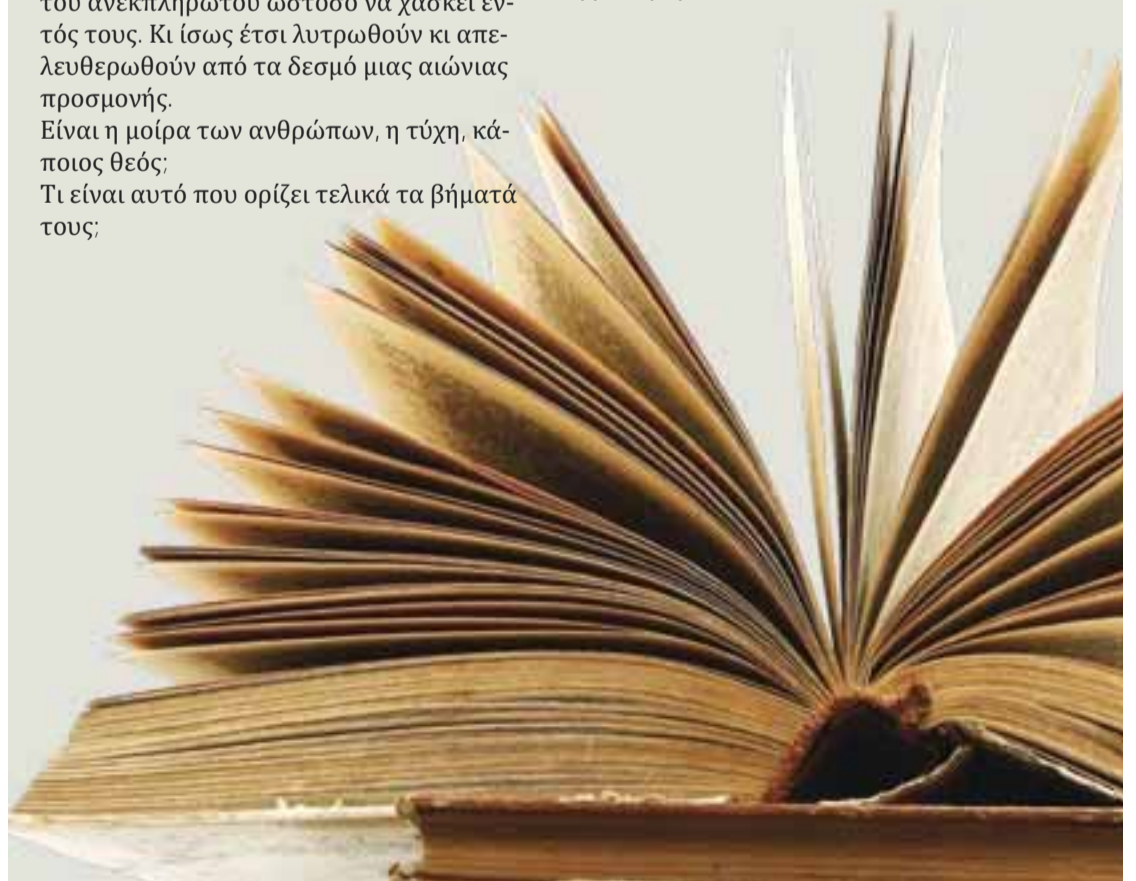 του ανεκπλήρωτου ωστόσο να χάσκει εν-
τός τους. Κι ίσως έτσι λυτρωθούν κι απε-
λευθερωθούν από τα δεσμό μιας αιώνιας
προσμονής.
Είναι η μοίρα των ανθρώπων, η τύχη, κά-
ποιος θεός;
Τι είναι αυτό που ορίζει τελικά τα βήματά
τους;